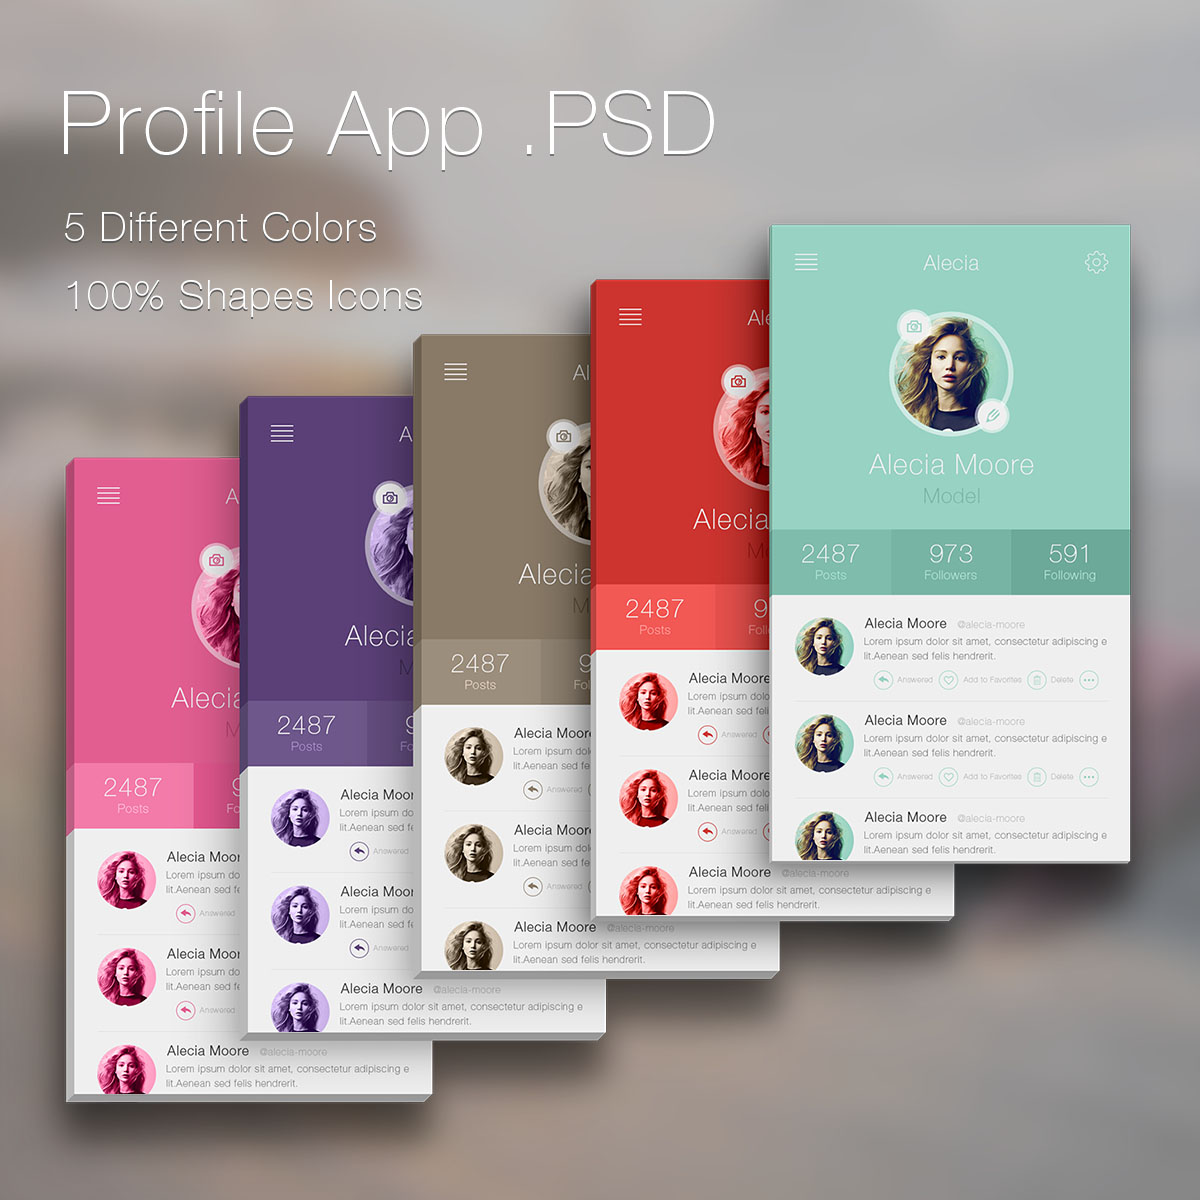 Profile App .PSD
5 Different Colors
100% Shapes Icons
Alecia
Alecia Moore
Model
2487 973 591
Posts Followers Following
Alecia Moore @alecia-moore
Lorem ipsum dolor sit amet, consectetur adipiscing e
lit.Aenean sed felis hendrerit.
Answered Add to Favorites Delete
Alecia Moore @alecia-moore
Lorem ipsum dolor sit amet, consectetur adipiscing e
lit.Aenean sed felis hendrerit.
Answered Add to Favorites Delete
Alecia Moore @alecia-moore
Lorem ipsum dolor sit amet, consectetur adipiscing e
lit.Aenean sed felis hendrerit.
Ale
Alecia
M
2487 9
Posts Foll
Alecia Moore
Lorem ipsum dolor
lit.Aenean sed felis
Answered
Alecia Moore
Lorem ipsum dolor
lit.Aenean sed felis
Answered
Alecia Moore @alecia-moore
Lorem ipsum dolor sit amet, consectetur adipiscing e
lit.Aenean sed felis hendrerit.
Al
Alecia
M
2487 9
Posts Fol
Alecia Moore
Lorem ipsum dolo
lit.Aenean sed fe
Answered
Alecia Moore
Lorem ipsum dolo
lit.Aenean sed fe
Answered
Alecia Moore @alecia-moore
Lorem ipsum dolor sit amet, consectetur adipiscing e
lit.Aenean sed felis hendrerit.
A
Alecia
M
2487 9
Posts Fo
Alecia Moor
Lorem ipsum do
lit.Aenean sed fe
Answered
Alecia Moor
Lorem ipsum do
lit.Aenean sed fe
Answered
Alecia Moore @alecia-moore
Lorem ipsum dolor sit amet, consectetur adipiscing e
lit.Aenean sed felis hendrerit.
A
Alecia
M
2487 9
Posts Fo
Alecia Moor
Lorem ipsum do
lit.Aenean sed fe
Answered
Alecia Moor
Lorem ipsum do
lit.Aenean sed fe
Answered
Alecia Moore @alecia-moore
Lorem ipsum dolor sit amet, consectetur adipiscing e
lit.Aenean sed felis hendrerit.